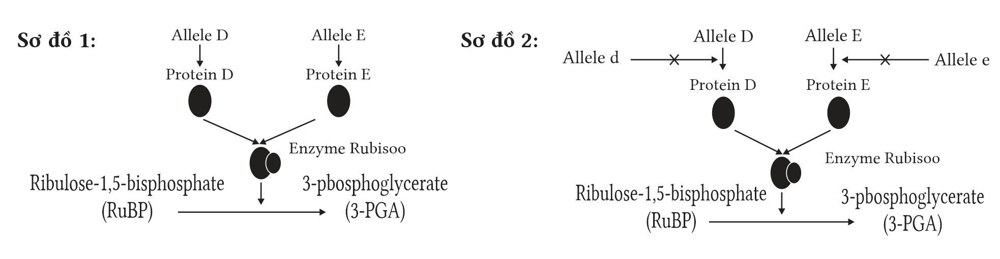 Sơ đồ 1:
Allele D
Allele E
Protein D
Protein E
Enzyme Rubisoo
Ribulose-1,5-bisphosphate
(RuBP)
3-pbosphoglycerate
(3-PGA)
Sơ đồ 2:
Allele d
Allele D
Allele E
Allele e
Protein D
Protein E
Enzyme Rubisoo
Ribulose-1,5-bisphosphate
(RuBP)
3-pbosphoglycerate
(3-PGA)